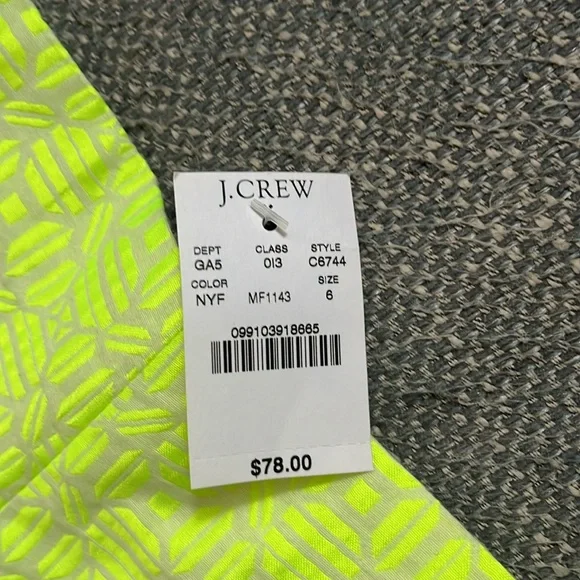 J.CREW
DEPT CLASS STYLE
GA5 013 C6744
COLOR SIZE
NYF MF1143 6
099103918665
$78.00